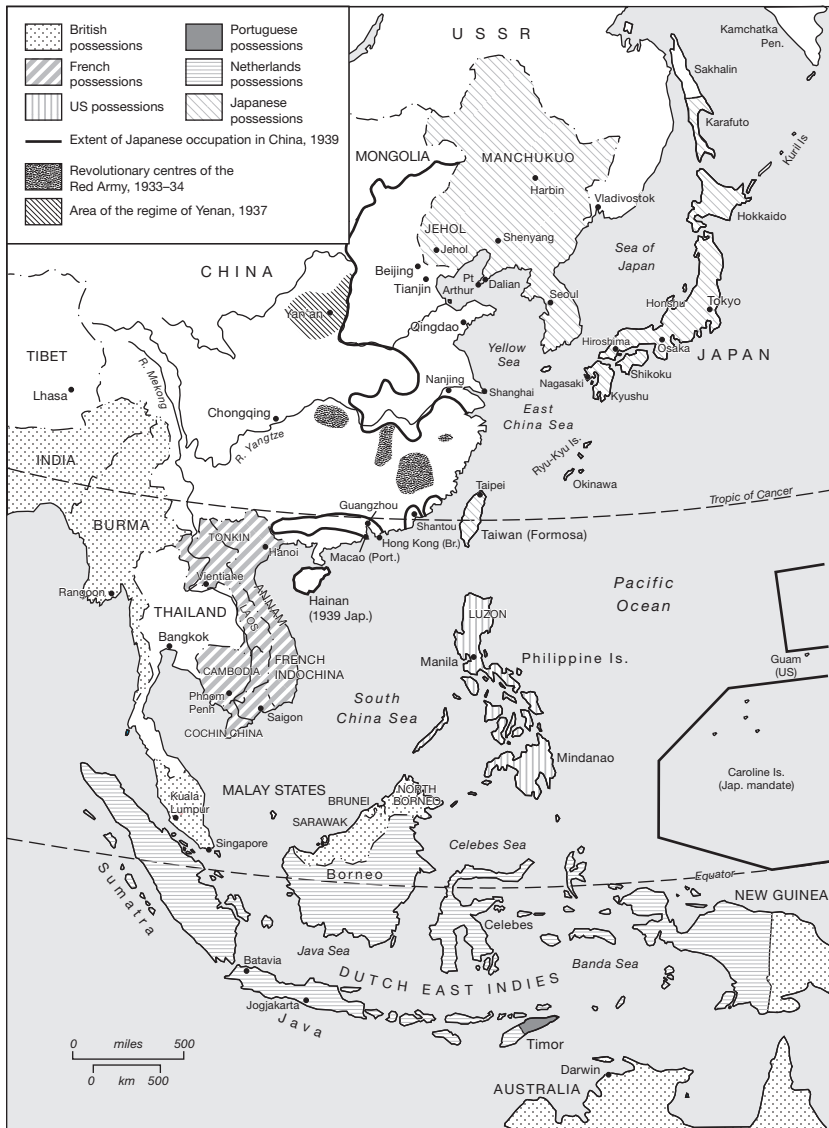 British
possessions
Portuguese
possessions
French
possessions
Netherlands
possessions
US possessions
Japanese
possessions
Extent of Japanese occupation in China, 1939
Revolutionary centres of the
Red Army, 1933–34
Area of the regime of Yenan, 1937
USSR
Kamchatka
Pen.
Sakhalin
Karafuto
Kuril Is
MONGOLIA
MANCHUKUO
Harbin
Vladivostok
Hokkaido
JEHOL
Jehol
Shenyang
Sea of
Japan
CHINA
Beijing
Tianjin
Pt
Arthur
Dalian
Seoul
Honshu
Tokyo
Yan'an
Qingdao
Hiroshima
Osaka
JAPAN
TIBET
Yellow
Sea
Shikoku
Lhasa
R. Mekong
Nanjing
Shanghai
Nagasaki
Kyushu
Chongqing
R. Yangtze
East
China Sea
INDIA
Ryu-Kyu Is.
Okinawa
Taipei
Tropic of Cancer
Guangzhou
BURMA
TONKIN
Shantou
Hanoi
Hong Kong (Br.)
Macao (Port.)
Taiwan (Formosa)
Vientiane
Rangoon
Hainan
(1939 Jap.)
Pacific
Ocean
THAILAND
LAOS
ANNAM
LUZON
Bangkok
Manila
Philippine Is.
Guam
(US)
CAMBODIA
FRENCH
INDOCHINA
Phnom
Penh
Saigon
South
China Sea
COCHIN CHINA
Mindanao
Caroline Is.
(Jap. mandate)
Kuala
Lumpur
MALAY STATES
BRUNEI
NORTH
BORNEO
SARAWAK
Singapore
Celebes Sea
Equator
Sumatra
Borneo
NEW GUINEA
Celebes
Java Sea
Batavia
Banda Sea
DUTCH EAST INDIES
Jogjakarta
Java
Timor
0 miles 500
0 km 500
Darwin
AUSTRALIA